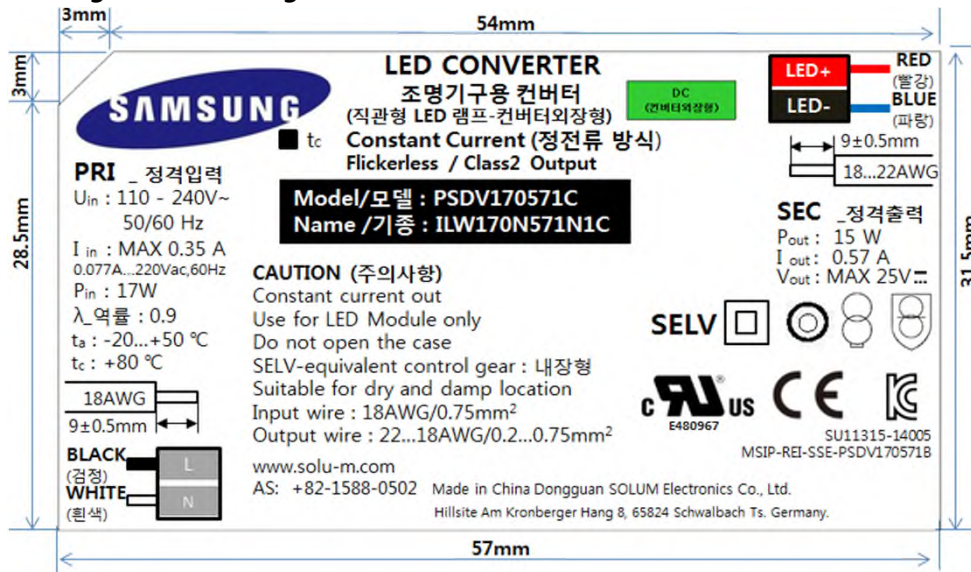 3mm
54mm
3mm
28.5mm
31.5mm
57mm
SAMSUNG
LED CONVERTER
조명기구용 컨버터
(직관형 LED 램프-컨버터외장형)
■ tc Constant Current (정전류 방식)
Flickerless / Class2 Output
DC
(컨버터외장형)
LED+
LED-
RED
(빨강)
BLUE
(파랑)
9±0.5mm
18...22AWG
Model/모델 : PSDV170571C
Name /기종 : ILW170N571N1C
PRI _ 정격입력
Uin : 110 - 240V~
50/60 Hz
I in : MAX 0.35 A
0.077A...220Vac,60Hz
Pin : 17W
λ_역률 : 0.9
ta : -20...+50 ℃
tc : +80 ℃
18AWG
9±0.5mm
BLACK
(검정)
WHITE
(흰색)
L
N
CAUTION (주의사항)
Constant current out
Use for LED Module only
Do not open the case
SELV-equivalent control gear : 내장형
Suitable for dry and damp location
Input wire : 18AWG/0.75mm²
Output wire : 22...18AWG/0.2...0.75mm²
www.solu-m.com
AS: +82-1588-0502 Made in China Dongguan SOLUM Electronics Co., Ltd.
Hillsite Am Kronberger Hang 8, 65824 Schwalbach Ts. Germany.
SEC _정격출력
Pout : 15 W
I out : 0.57 A
Vout : MAX 25V
SELV
C RU US
E480967
CE
SU11315-14005
MSIP-REI-SSE-PSDV170571B